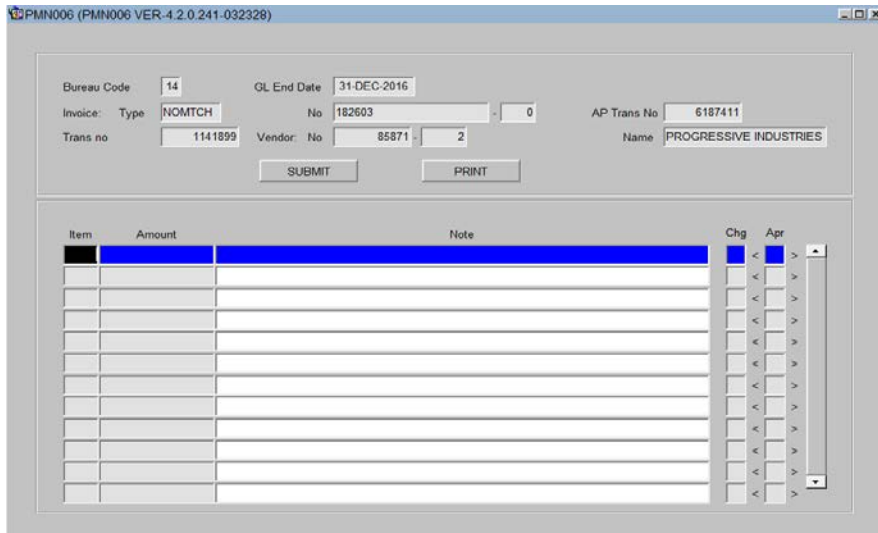 PMN006 (PMN006 VER-4.2.0.241-032328)
Bureau Code 14 GL End Date 31-DEC-2016
Invoice: Type NOMTCH No 182603 - 0 AP Trans No 6187411
Trans no 1141899 Vendor: No 85871 - 2 Name PROGRESSIVE INDUSTRIES
SUBMIT PRINT
Item Amount Note Chg Apr
< >
< >
< >
< >
< >
< >
< >
< >
< >
< >
< >
< >